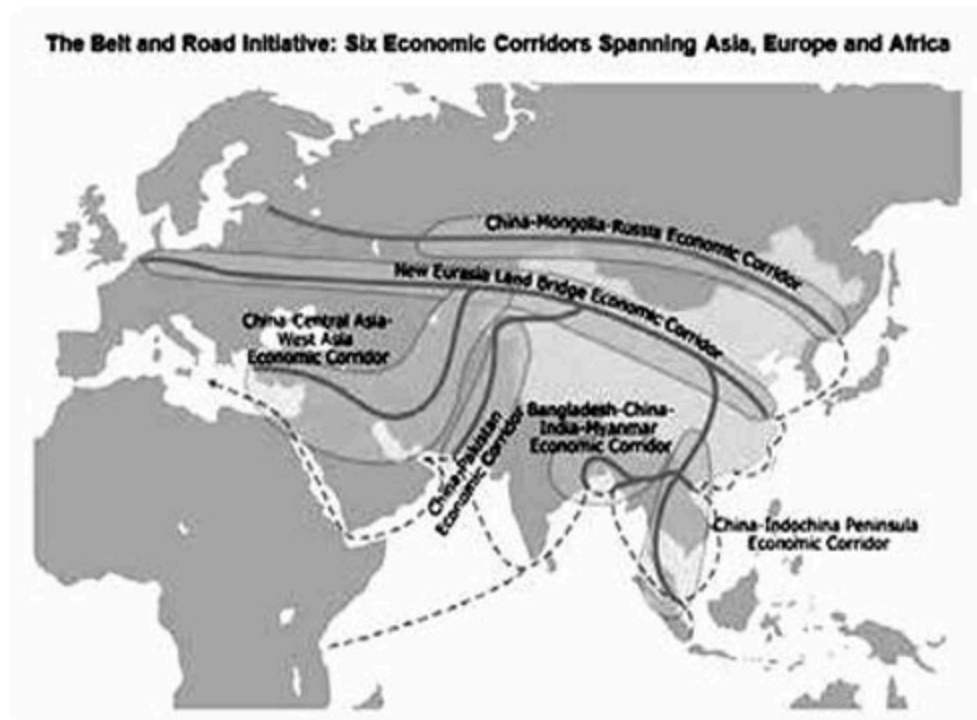 The Belt and Road Initiative: Six Economic Corridors Spanning Asia, Europe and Africa
China-Mongolia-Russia Economic Corridor
New Eurasia Land Bridge Economic Corridor
China-Central Asia-
West Asia
Economic Corridor
Bangladesh-China-
India-Myanmar
Economic Corridor
China-Pakistan
Economic Corridor
China-Indochina Peninsula
Economic Corridor